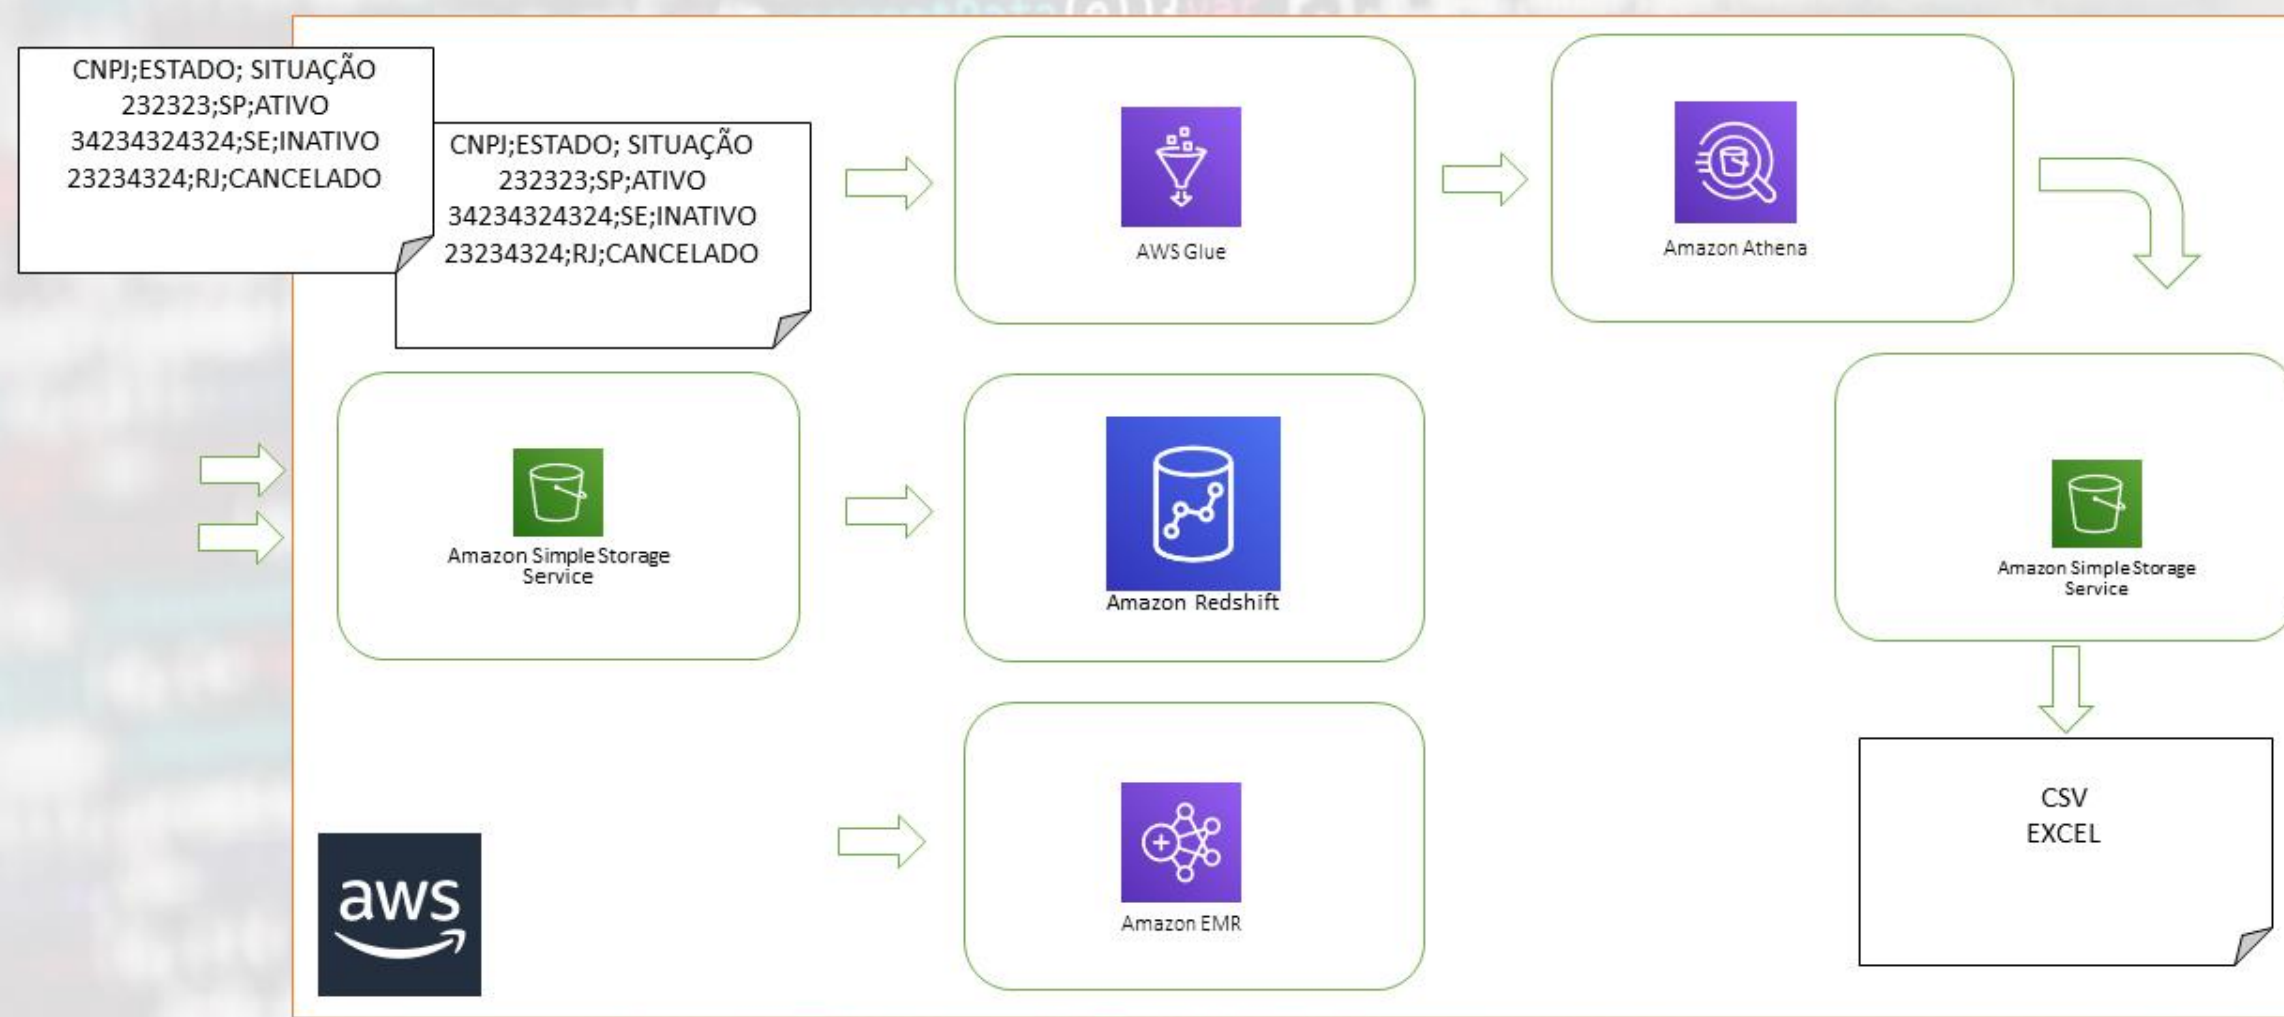 CNPJ;ESTADO; SITUAÇÃO
232323;SP;ATIVO
34234324324;SE;INATIVO
23234324;RJ;CANCELADO
CNPJ;ESTADO; SITUAÇÃO
232323;SP;ATIVO
34234324324;SE;INATIVO
23234324;RJ;CANCELADO
AWS Glue
Amazon Athena
Amazon Simple Storage
Service
Amazon Redshift
Amazon Simple Storage
Service
Amazon EMR
CSV
EXCEL
aws